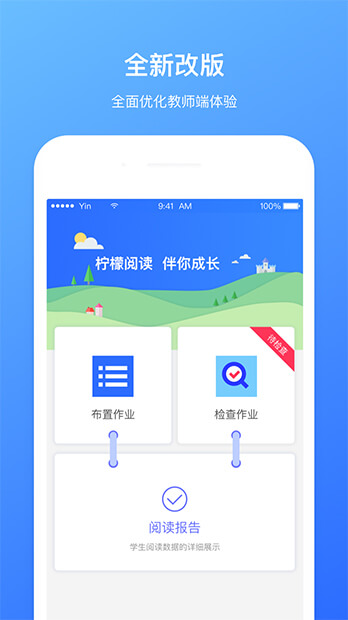 全新改版
全面优化教师端体验
Yin 9:41 AM 100%
柠檬阅读 伴你成长
待检查
布置作业 检查作业
阅读报告
学生阅读数据的详细展示